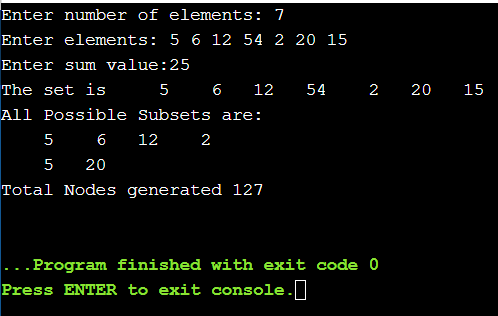 Enter number of elements: 7
Enter elements: 5 6 12 54 2 20 15
Enter sum value:25
The set is     5    6   12   54    2   20   15
All Possible Subsets are:
    5    6   12    2
    5   20
Total Nodes generated 127
...Program finished with exit code 0
Press ENTER to exit console.